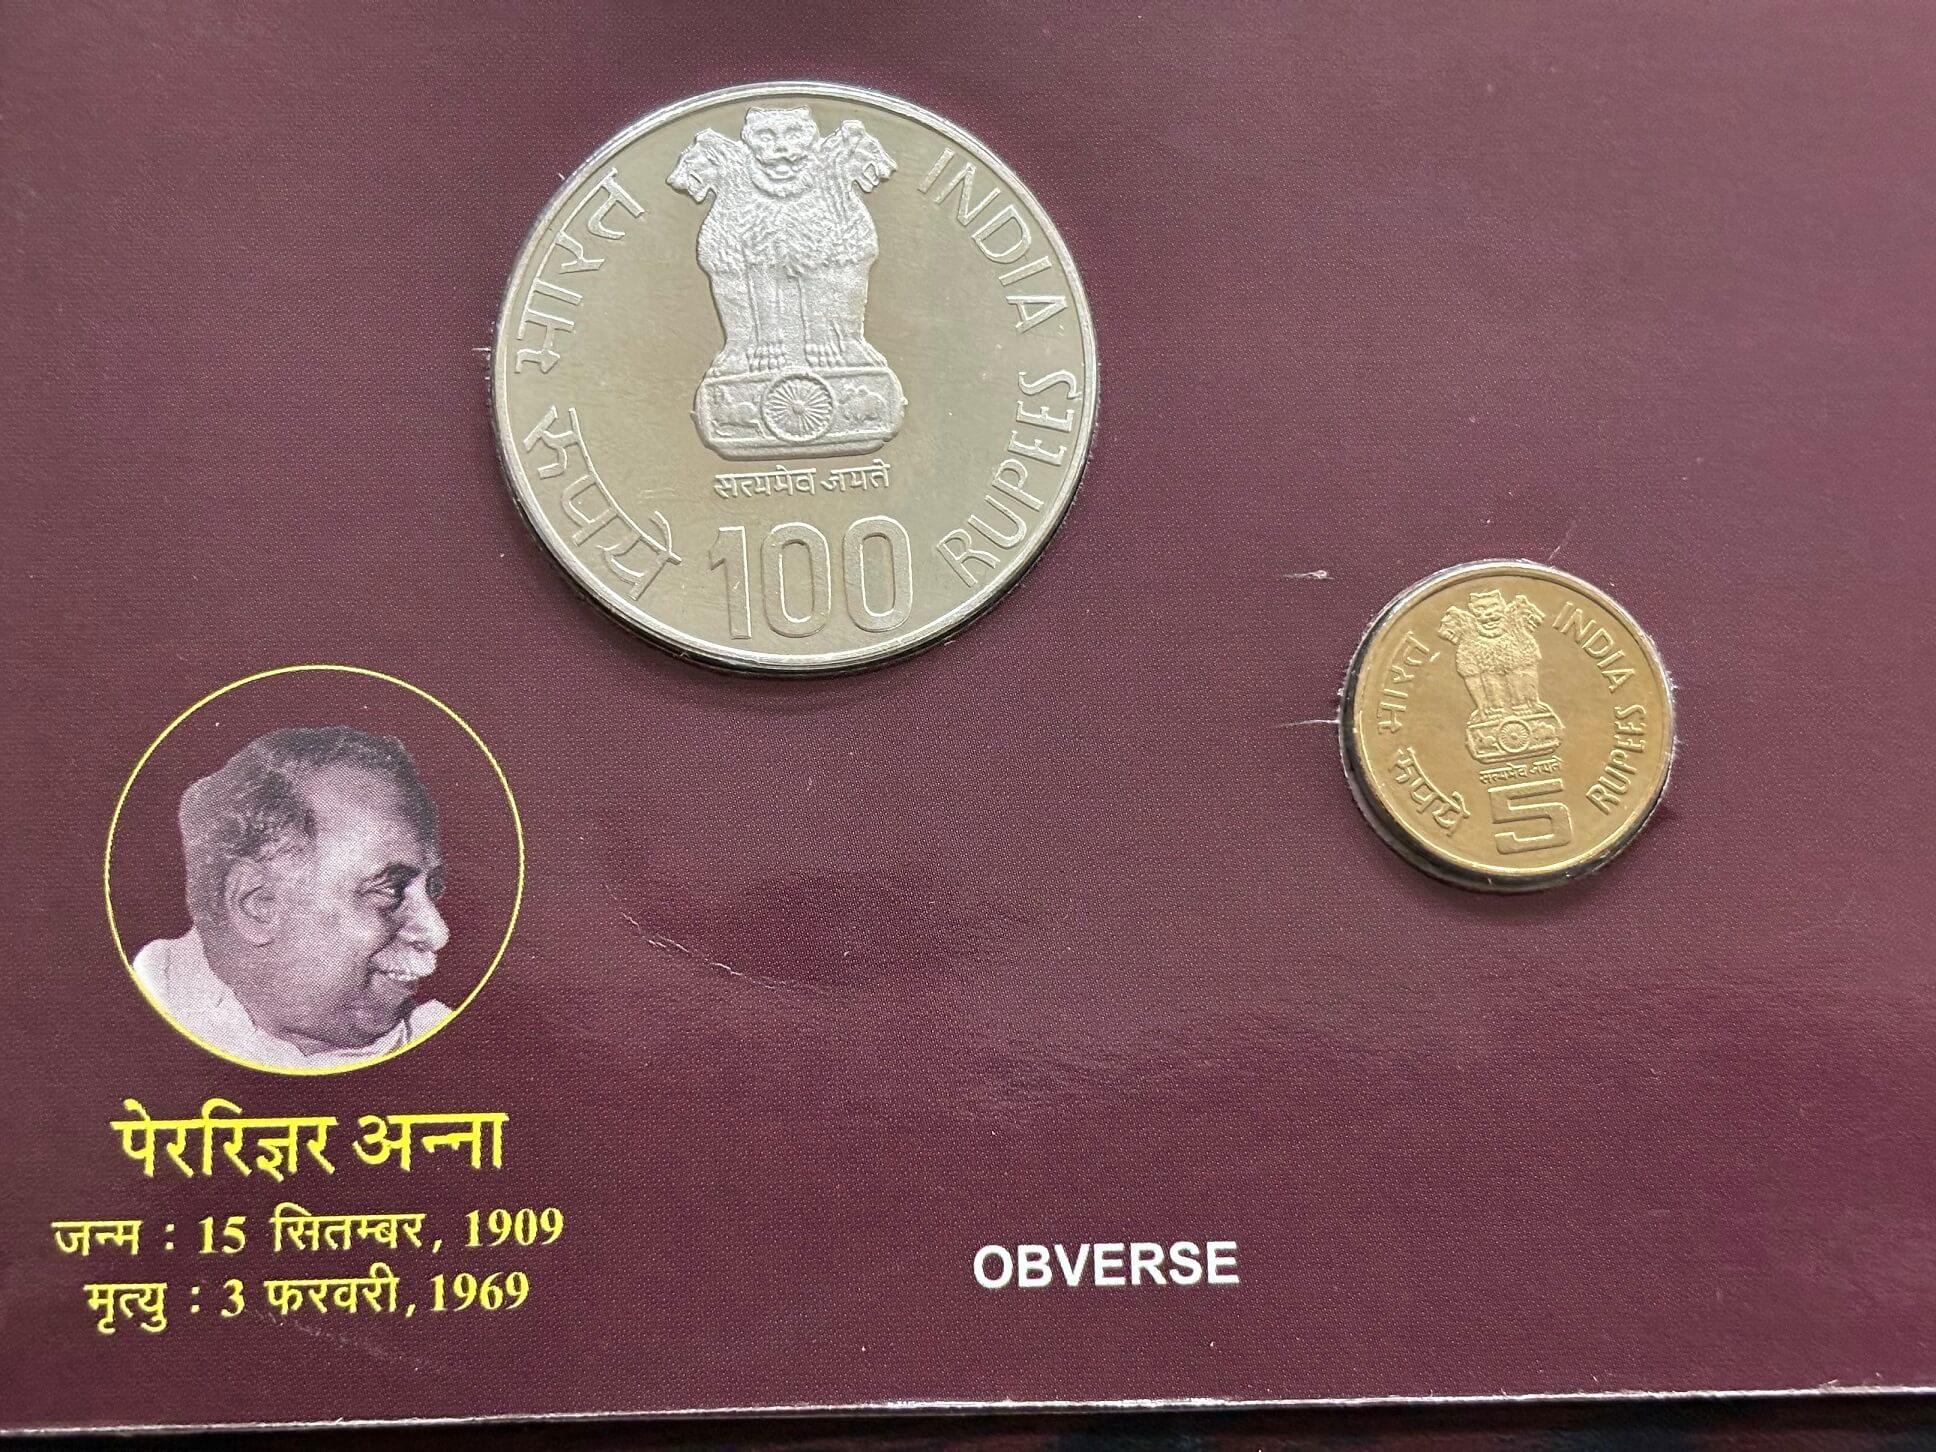 भारत INDIA
रुपये RUPEES
सत्यमेव जयते
100
भारत INDIA
रुपये RUPEES
सत्यमेव जयते
5
पेररिज्ञर अन्ना
जन्म : 15 सितम्बर, 1909
मृत्यु : 3 फरवरी, 1969
OBVERSE